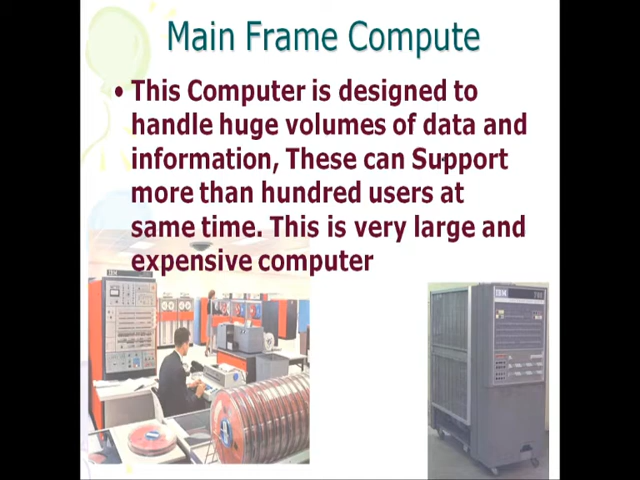 Main Frame Compute
• This Computer is designed to
handle huge volumes of data and
information, These can Support
more than hundred users at
same time. This is very large and
expensive computer
IBM